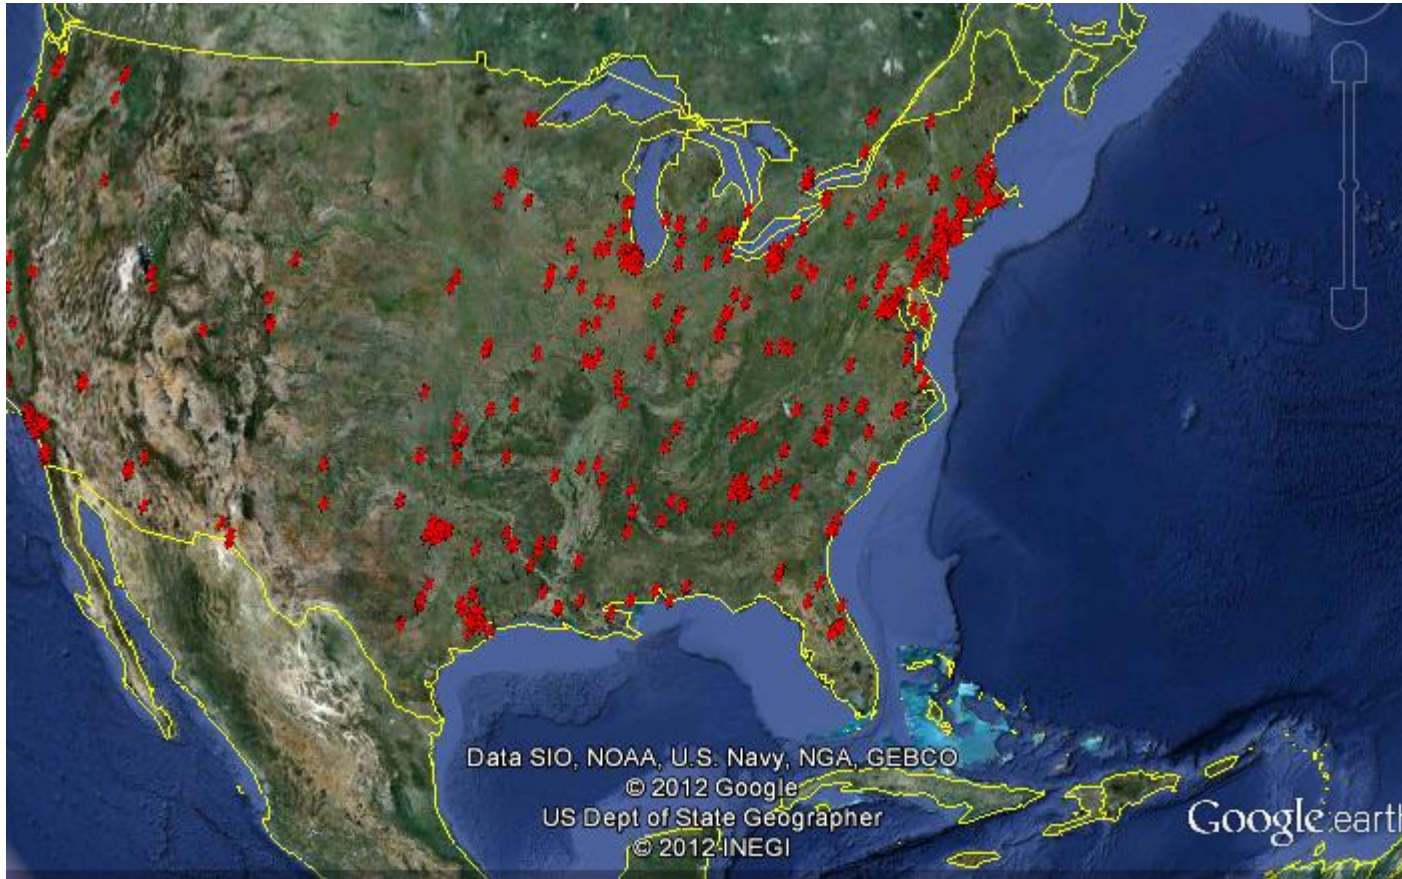 Data SIO, NOAA, U.S. Navy, NGA, GEBCO
© 2012 Google
US Dept of State Geographer
© 2012 INEGI
Google earth